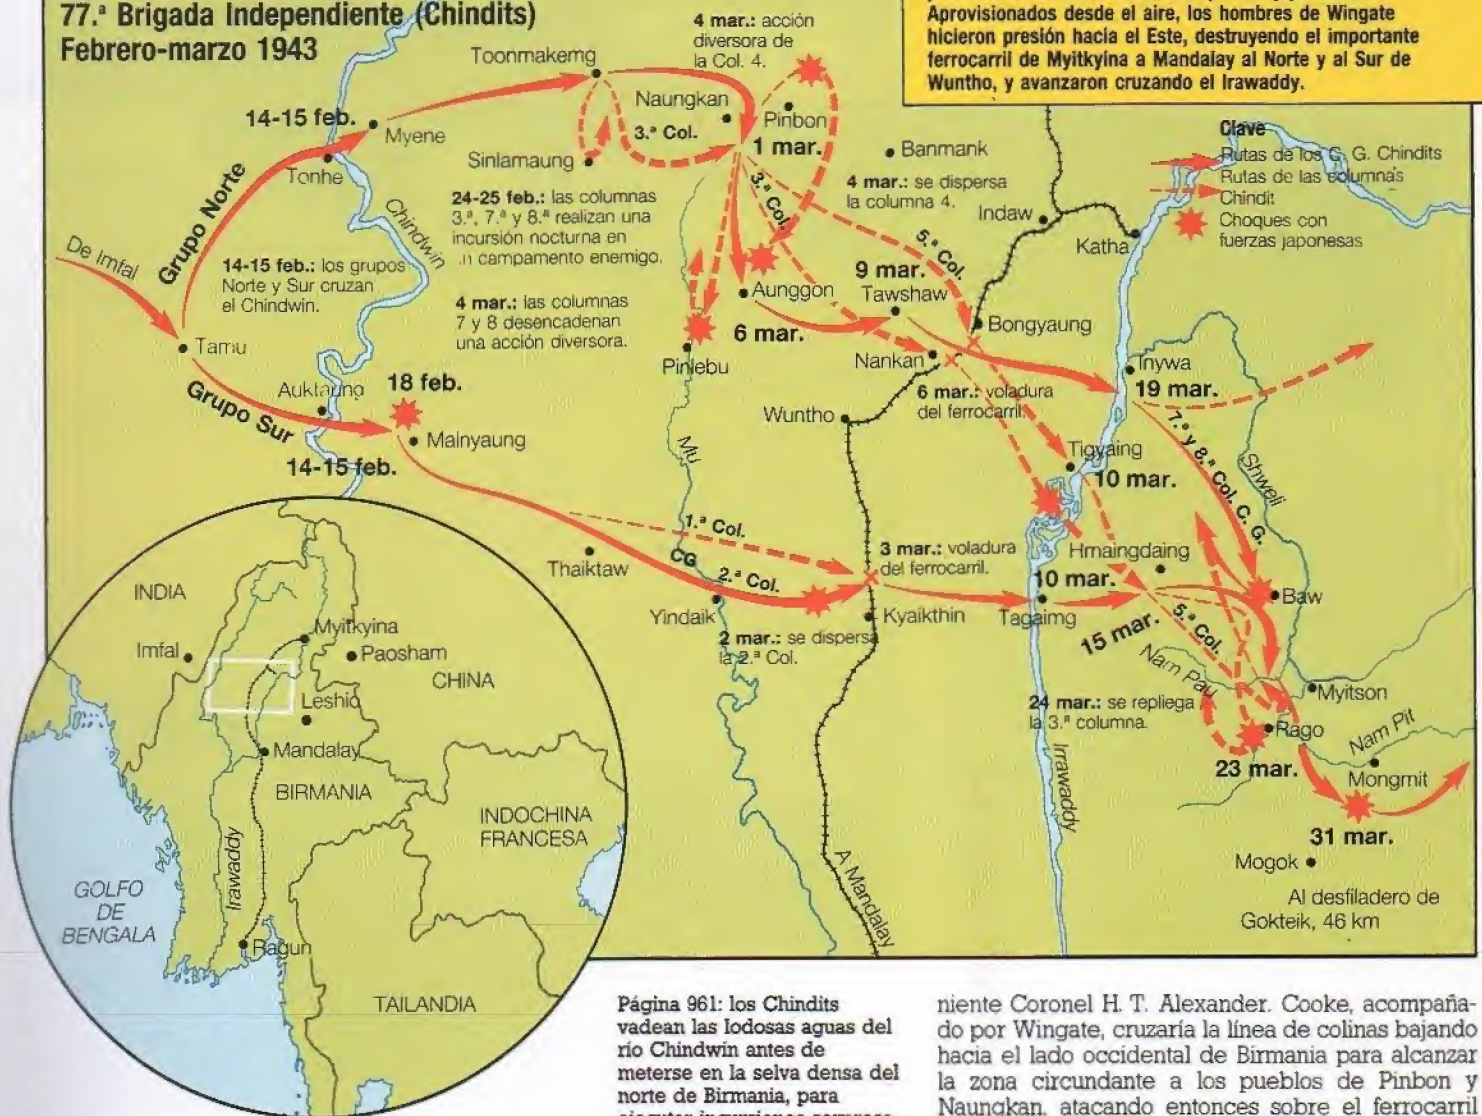 77.ª Brigada Independiente (Chindits)
Febrero-marzo 1943
Aprovisionados desde el aire, los hombres de Wingate
hicieron presión hacia el Este, destruyendo el importante
ferrocarril de Myitkyina a Mandalay al Norte y al Sur de
Wuntho, y avanzaron cruzando el Irawaddy.
4 mar.: acción
diversora de
la Col. 4.
Toonmakemg
Naungkan
Pinbon
1 mar.
3.ª Col.
14-15 feb.
Myene
Tonhe
Sinlamaung
Banmank
4 mar.: se dispersa
la columna 4.
Clave
Rutas de los C. G. Chindits
Rutas de las columnas
Chindit
Choques con
fuerzas japonesas
Indaw
Katha
3.ª Col.
5.ª Col.
24-25 feb.: las columnas
3.ª, 7.ª y 8.ª realizan una
incursión nocturna en
.n campamento enemigo.
Chindwin
Grupo Norte
De Imfal
14-15 feb.: los grupos
Norte y Sur cruzan
el Chindwin.
4 mar.: las columnas
7 y 8 desencadenan
una acción diversora.
Aunggon
6 mar.
9 mar.
Tawshaw
Bongyaung
Tamu
Pinlebu
Nankan
6 mar.: voladura
del ferrocarril.
Inywa
19 mar.
Auktaung
18 feb.
Grupo Sur
Mainyaung
14-15 feb.
Wuntho
Mu
Tigyaing
10 mar.
7.ª y 8.ª Col. C. G.
Shweli
1.ª Col.
CG
2.ª Col.
Thaiktaw
Yindaik
2 mar.: se dispersa
la 2.ª Col.
3 mar.: voladura
del ferrocarril.
Kyaikthin
Hmaingdaing
10 mar.
Tagaimg
15 mar.
5.ª Col.
Baw
Nam Pau
24 mar.: se repliega
la 3.ª columna.
Myitson
Rago
Nam Pit
23 mar.
Mongmit
31 mar.
Mogok
Irrawaddy
A Mandalay
Al desfiladero de
Gokteik, 46 km
INDIA
Imfal
Myitkyina
Paosham
CHINA
Leshio
Mandalay
BIRMANIA
INDOCHINA
FRANCESA
Irawaddy
GOLFO
DE
BENGALA
Ragun
TAILANDIA
Página 961: los Chindits
vadean las lodosas aguas del
río Chindwin antes de
meterse en la selva densa del
norte de Birmania, para
niente Coronel H. T. Alexander. Cooke, acompaña-
do por Wingate, cruzaría la línea de colinas bajando
hacia el lado occidental de Birmania para alcanzar
la zona circundante a los pueblos de Pinbon y
Naungkan, atacando entonces sobre el ferrocarril